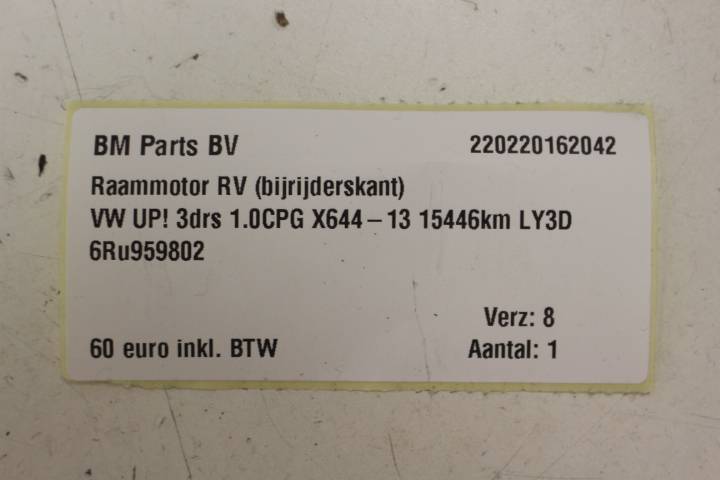 BM Parts BV 220220162042
Raammotor RV (bijrijderskant)
VW UP! 3drs 1.0CPG X644-13 15446km LY3D
6Ru959802
Verz: 8
60 euro inkl. BTW Aantal: 1